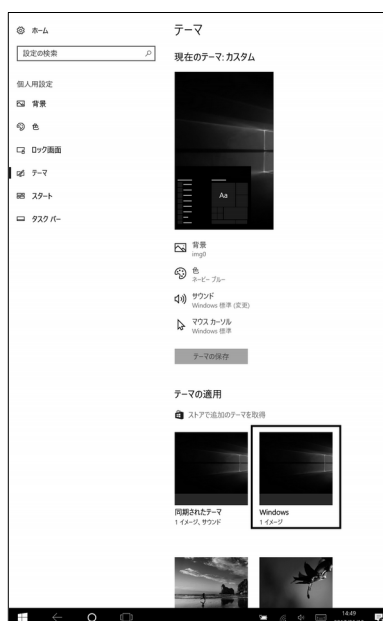 ホーム
設定の検索
個人用設定
背景
色
ロック画面
テーマ
スタート
タスク バー
テーマ
現在のテーマ: カスタム
Aa
背景
img0
色
ネービー ブルー
サウンド
Windows 標準 (変更)
マウス カーソル
Windows 標準
テーマの保存
テーマの適用
ストアで追加のテーマを取得
同期されたテーマ
1 イメージ、サウンド
Windows
1 イメージ
14:49